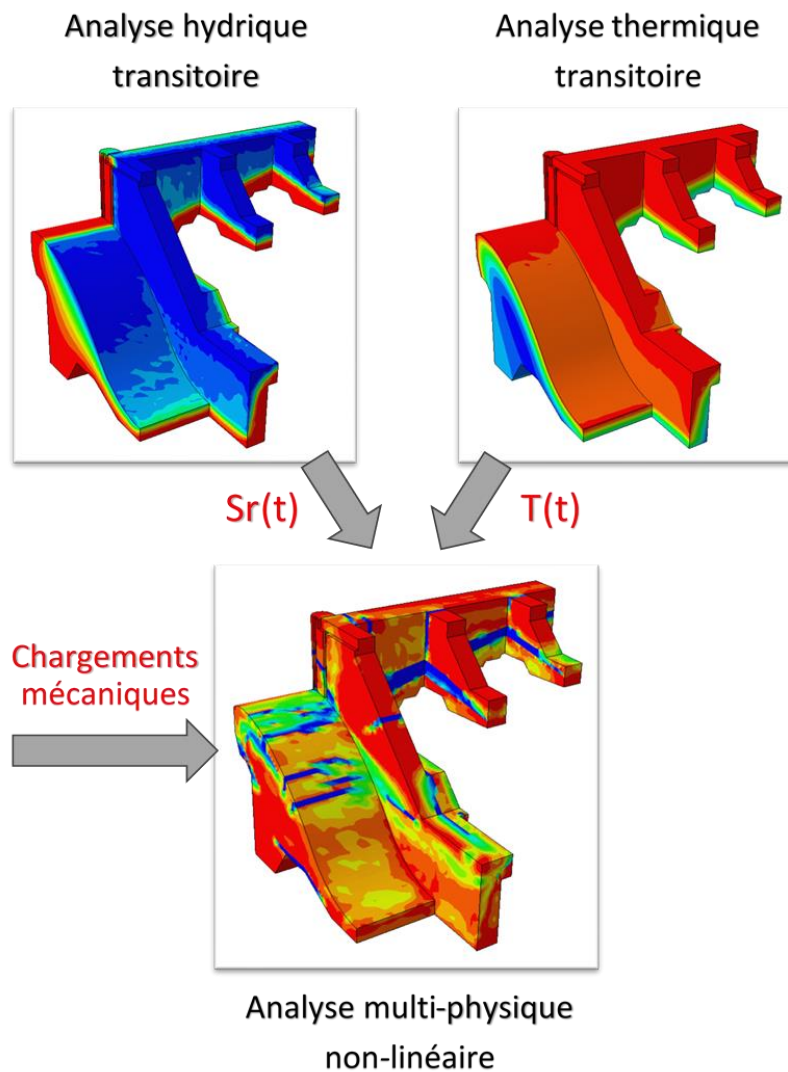 Analyse hydrique
transitoire
Analyse thermique
transitoire
Sr(t)
T(t)
Chargements
mécaniques
Analyse multi-physique
non-linéaire